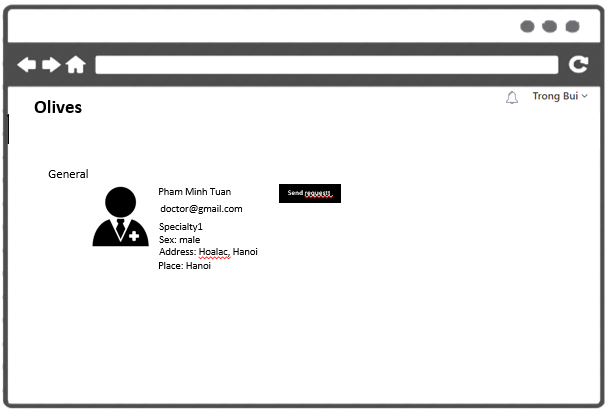 Trong Bui
Olives
General
Pham Minh Tuan
Send requestt
doctor@gmail.com
Specialty1
Sex: male
Address: Hoalac, Hanoi
Place: Hanoi